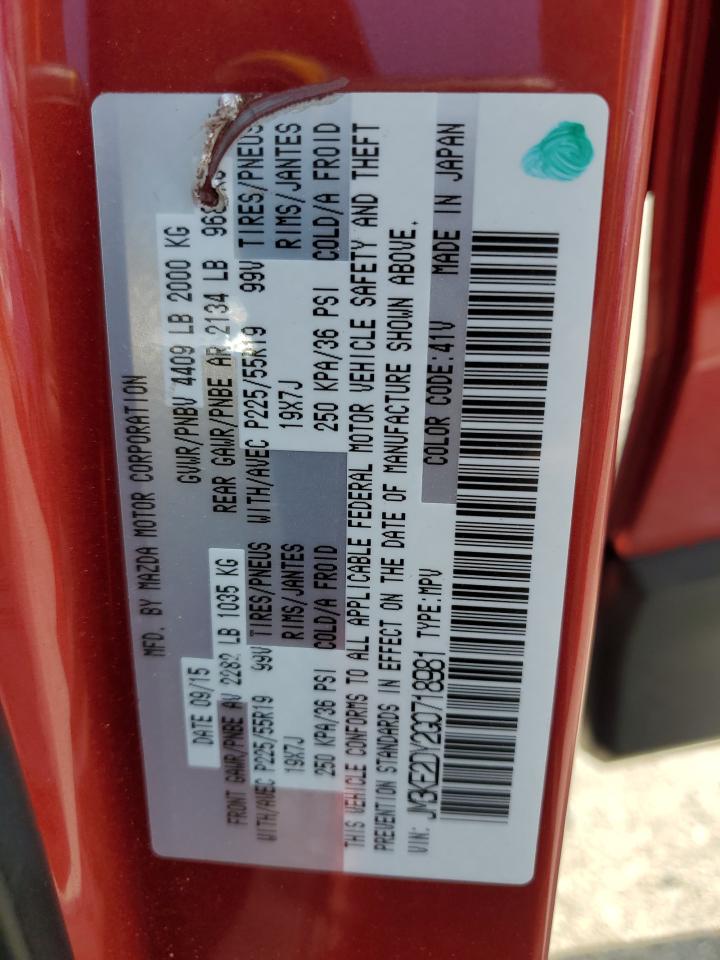 MFD. BY MAZDA MOTOR CORPORATION
DATE 09/15 GVWR/PNBV 4409 LB 2000 KG
FRONT GAWR/PNBE AV 2282 LB 1035 KG REAR GAWR/PNBE AR 2134 LB 968 KG
WITH/AVEC P225/55R19 99V TIRES/PNEUS WITH/AVEC P225/55R19 99V TIRES/PNEUS
19X7J RIMS/JANTES 19X7J RIMS/JANTES
250 KPA/36 PSI COLD/A FROID 250 KPA/36 PSI COLD/A FROID
THIS VEHICLE CONFORMS TO ALL APPLICABLE FEDERAL MOTOR VEHICLE SAFETY AND THEFT
PREVENTION STANDARDS IN EFFECT ON THE DATE OF MANUFACTURE SHOWN ABOVE.
VIN: JM3KE2DY2G0718981 TYPE:MPV COLOR CODE:41V MADE IN JAPAN